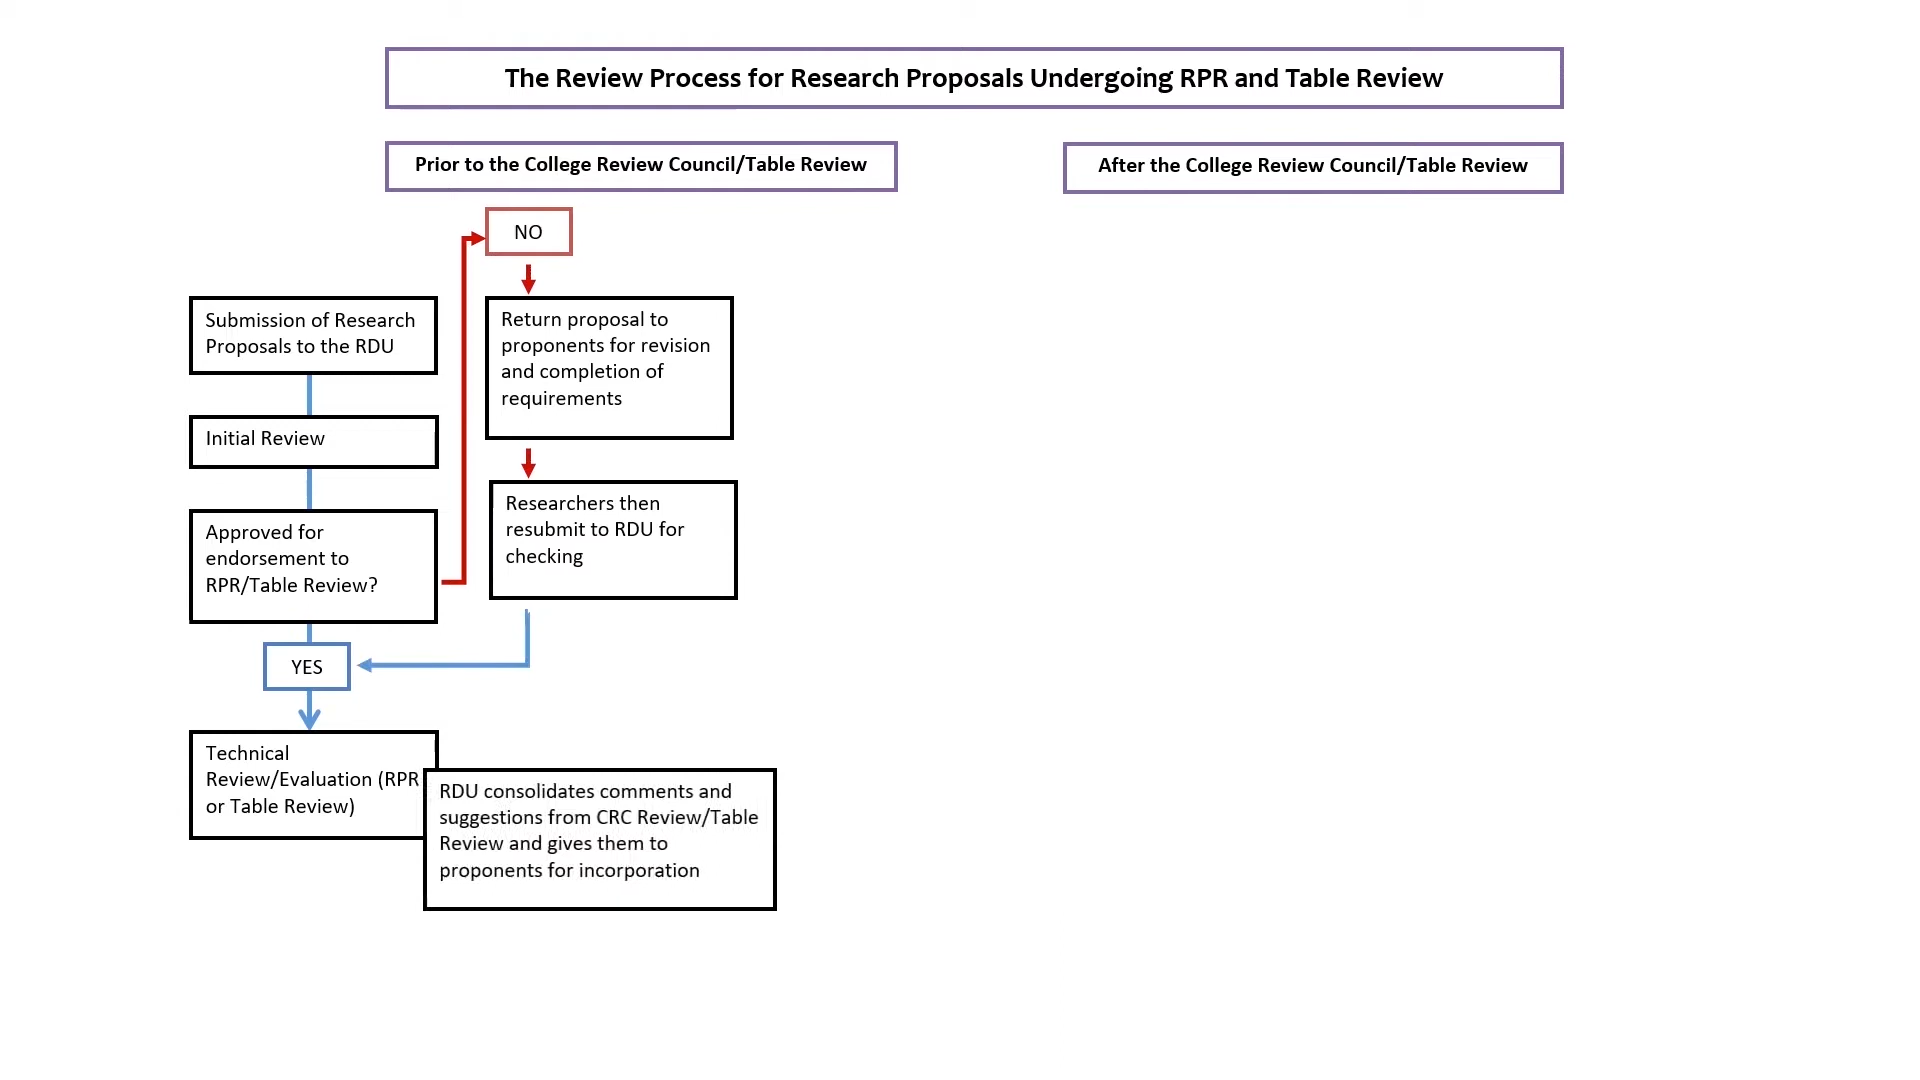 The Review Process for Research Proposals Undergoing RPR and Table Review
Prior to the College Review Council/Table Review
After the College Review Council/Table Review
NO
Submission of Research
Proposals to the RDU
Return proposal to
proponents for revision
and completion of
requirements
Initial Review
Researchers then
resubmit to RDU for
checking
Approved for
endorsement to
RPR/Table Review?
YES
Technical
Review/Evaluation (RPR
or Table Review)
RDU consolidates comments and
suggestions from CRC Review/Table
Review and gives them to
proponents for incorporation